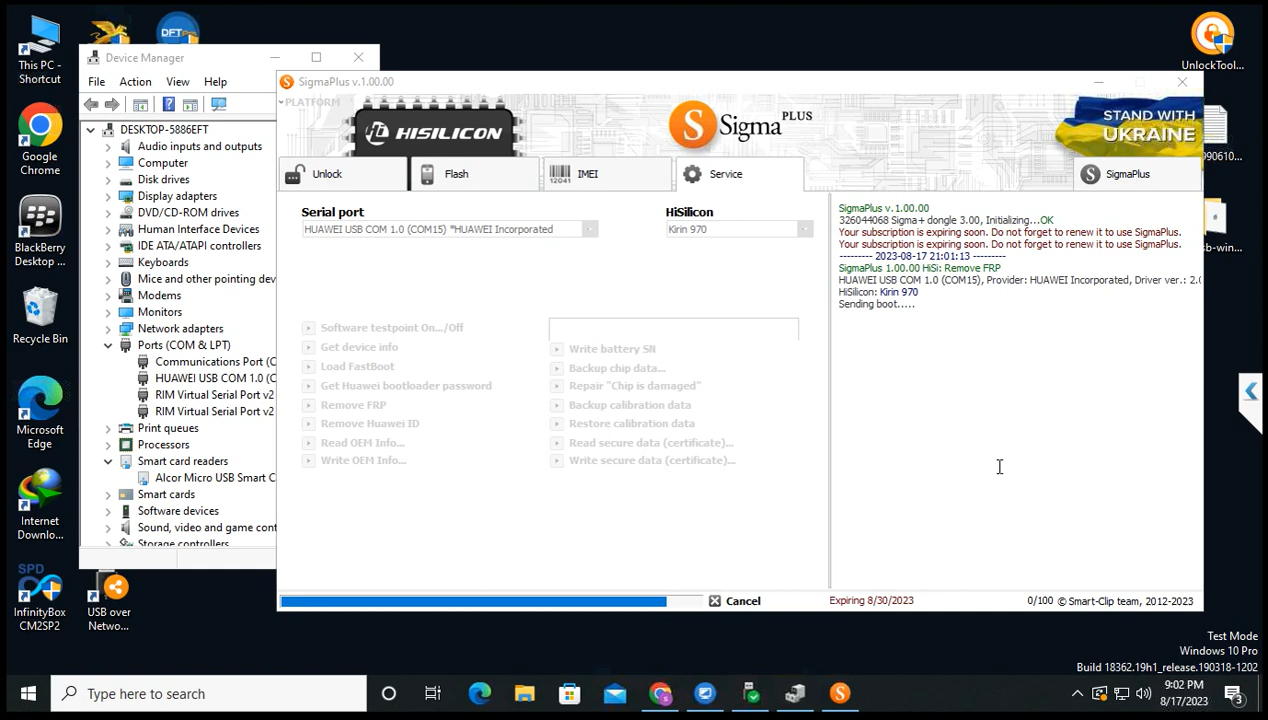 This PC -
Shortcut
DFT
UnlockTool...
Device Manager
File Action View Help
Google
Chrome
BlackBerry
Desktop ...
Recycle Bin
Microsoft
Edge
Internet
Downlo...
SPD
InfinityBox
CM2SP2
USB over
Netwo...
DESKTOP-5886EFT
Audio inputs and outputs
Computer
Disk drives
Display adapters
DVD/CD-ROM drives
Human Interface Devices
IDE ATA/ATAPI controllers
Keyboards
Mice and other pointing dev
Modems
Monitors
Network adapters
Ports (COM & LPT)
Communications Port (C
HUAWEI USB COM 1.0 (C
RIM Virtual Serial Port v2
RIM Virtual Serial Port v2
Print queues
Processors
Smart card readers
Alcor Micro USB Smart C
Smart cards
Software devices
Sound, video and game cont
Storage controllers
SigmaPlus v.1.00.00
PLATFORM
HISILICON
S Sigma PLUS
STAND WITH
UKRAINE
Unlock
Flash
12041
IMEI
Service
SigmaPlus
Serial port
HUAWEI USB COM 1.0 (COM15) *HUAWEI Incorporated
HiSilicon
Kirin 970
Software testpoint On.../Off
Get device info
Load FastBoot
Get Huawei bootloader password
Remove FRP
Remove Huawei ID
Read OEM Info...
Write OEM Info...
Write battery SN
Backup chip data...
Repair "Chip is damaged"
Backup calibration data
Restore calibration data
Read secure data (certificate)...
Write secure data (certificate)...
SigmaPlus v.1.00.00
326044068 Sigma+ dongle 3.00, Initializing...OK
Your subscription is expiring soon. Do not forget to renew it to use SigmaPlus.
Your subscription is expiring soon. Do not forget to renew it to use SigmaPlus.
--------- 2023-08-17 21:01:13 ---------
SigmaPlus 1.00.00 HiSi: Remove FRP
HUAWEI USB COM 1.0 (COM15), Provider: HUAWEI Incorporated, Driver ver.: 2.0
HiSilicon: Kirin 970
Sending boot.....
Cancel
Expiring 8/30/2023
0/100 © Smart-Clip team, 2012-2023
990610...
sb-win...
Test Mode
Windows 10 Pro
Build 18362.19h1_release.190318-1202
Type here to search
9:02 PM
8/17/2023
3